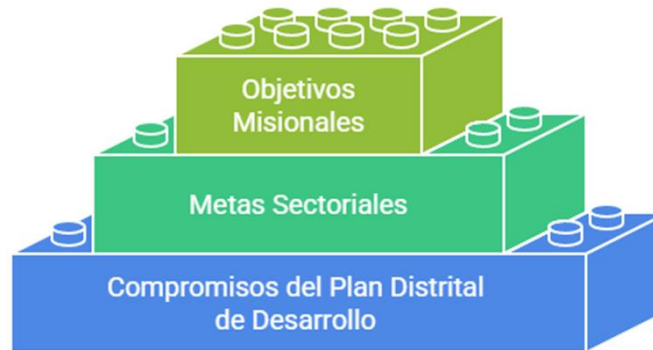 Objetivos
Misionales
Metas Sectoriales
Compromisos del Plan Distrital
de Desarrollo